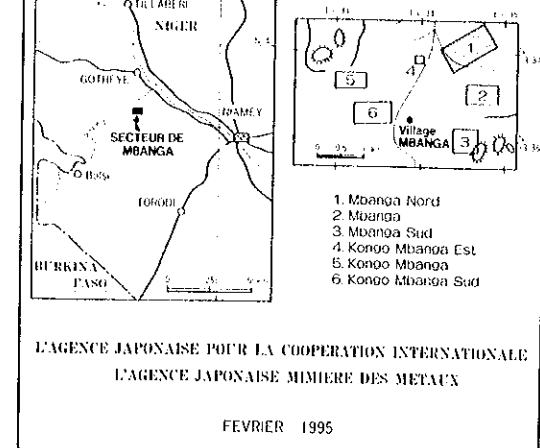 TILLABERI
NIGER
GOTHEYE
NIAMEY
SECTEUR DE
MBANGA
TORODI
BURKINA
FASO
1
2
3
4
5
6
Village
MBANGA
1. Mbanga Nord
2. Mbanga
3. Mbanga Sud
4. Kongo Mbanga Est
5. Kongo Mbanga
6. Kongo Mbanga Sud
L'AGENCE JAPONAISE POUR LA COOPERATION INTERNATIONALE
L'AGENCE JAPONAISE MIMIERE DES METAUX
FEVRIER 1995